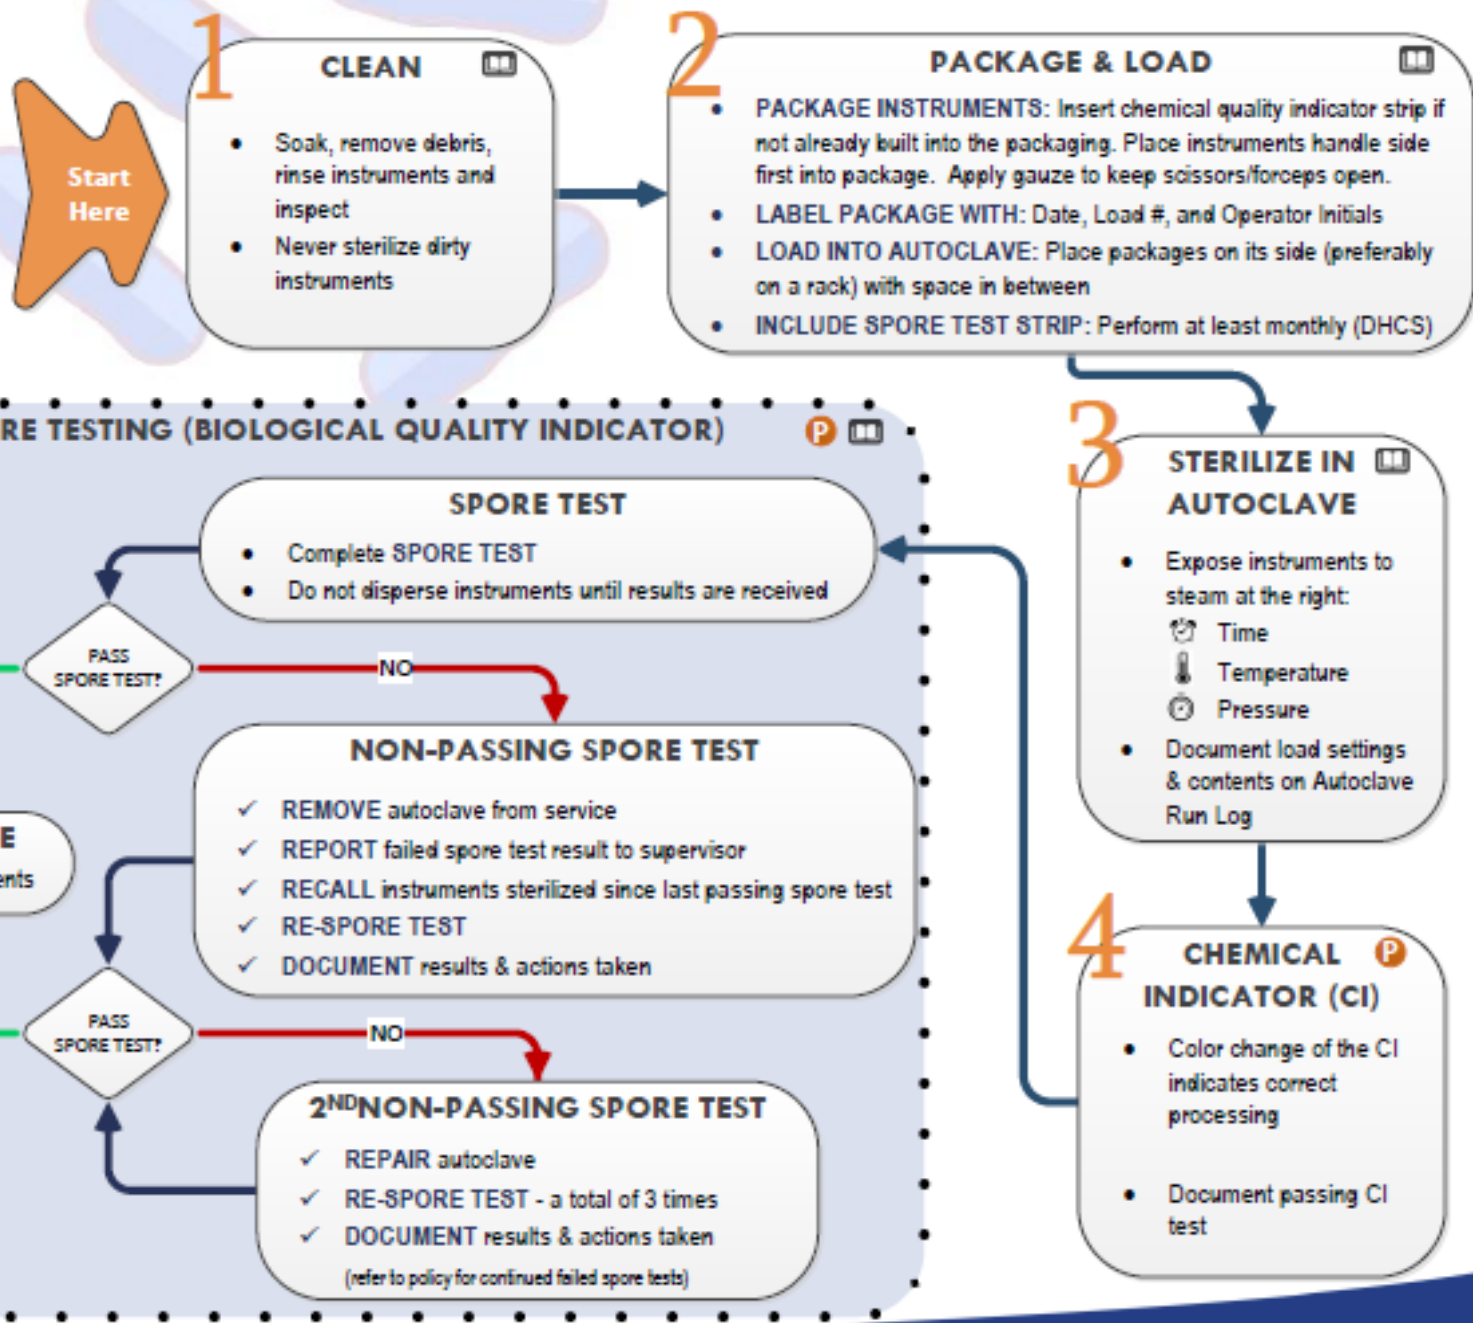 1
CLEAN
Start
Here
• Soak, remove debris,
rinse instruments and
inspect
• Never sterilize dirty
instruments
2
PACKAGE & LOAD
• PACKAGE INSTRUMENTS: Insert chemical quality indicator strip if
not already built into the packaging. Place instruments handle side
first into package. Apply gauze to keep scissors/forceps open.
• LABEL PACKAGE WITH: Date, Load #, and Operator Initials
• LOAD INTO AUTOCLAVE: Place packages on its side (preferably
on a rack) with space in between
• INCLUDE SPORE TEST STRIP: Perform at least monthly (DHCS)
3
STERILIZE IN
AUTOCLAVE
• Expose instruments to
steam at the right:
Time
Temperature
Pressure
• Document load settings
& contents on Autoclave
Run Log
4
CHEMICAL P
INDICATOR (CI)
• Color change of the CI
indicates correct
processing
• Document passing CI
test
RE TESTING (BIOLOGICAL QUALITY INDICATOR) P
SPORE TEST
• Complete SPORE TEST
• Do not disperse instruments until results are received
PASS
SPORE TEST?
NO
NON-PASSING SPORE TEST
✓ REMOVE autoclave from service
✓ REPORT failed spore test result to supervisor
✓ RECALL instruments sterilized since last passing spore test
✓ RE-SPORE TEST
✓ DOCUMENT results & actions taken
E
ents
PASS
SPORE TEST?
NO
2NDNON-PASSING SPORE TEST
✓ REPAIR autoclave
✓ RE-SPORE TEST - a total of 3 times
✓ DOCUMENT results & actions taken
(refer to policy for continued failed spore tests)